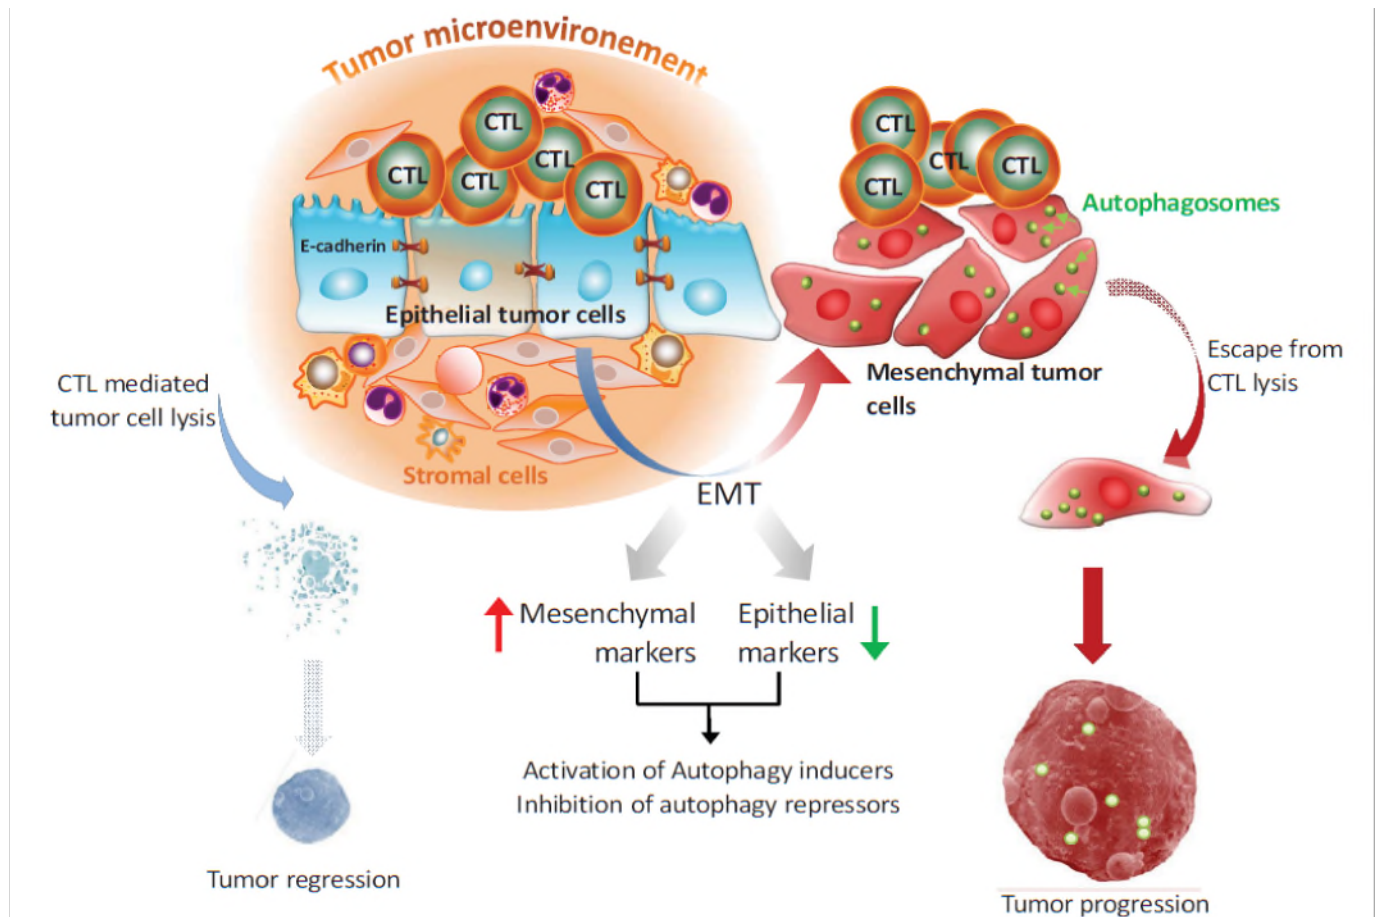 Tumor microenvironement
CTL
CTL
CTL
CTL
CTL
E-cadherin
Epithelial tumor cells
Stromal cells
CTL
CTL
CTL
CTL
Autophagosomes
Mesenchymal tumor
cells
Escape from
CTL lysis
CTL mediated
tumor cell lysis
EMT
Mesenchymal
markers
Epithelial
markers
Activation of Autophagy inducers
Inhibition of autophagy repressors
Tumor regression
Tumor progression